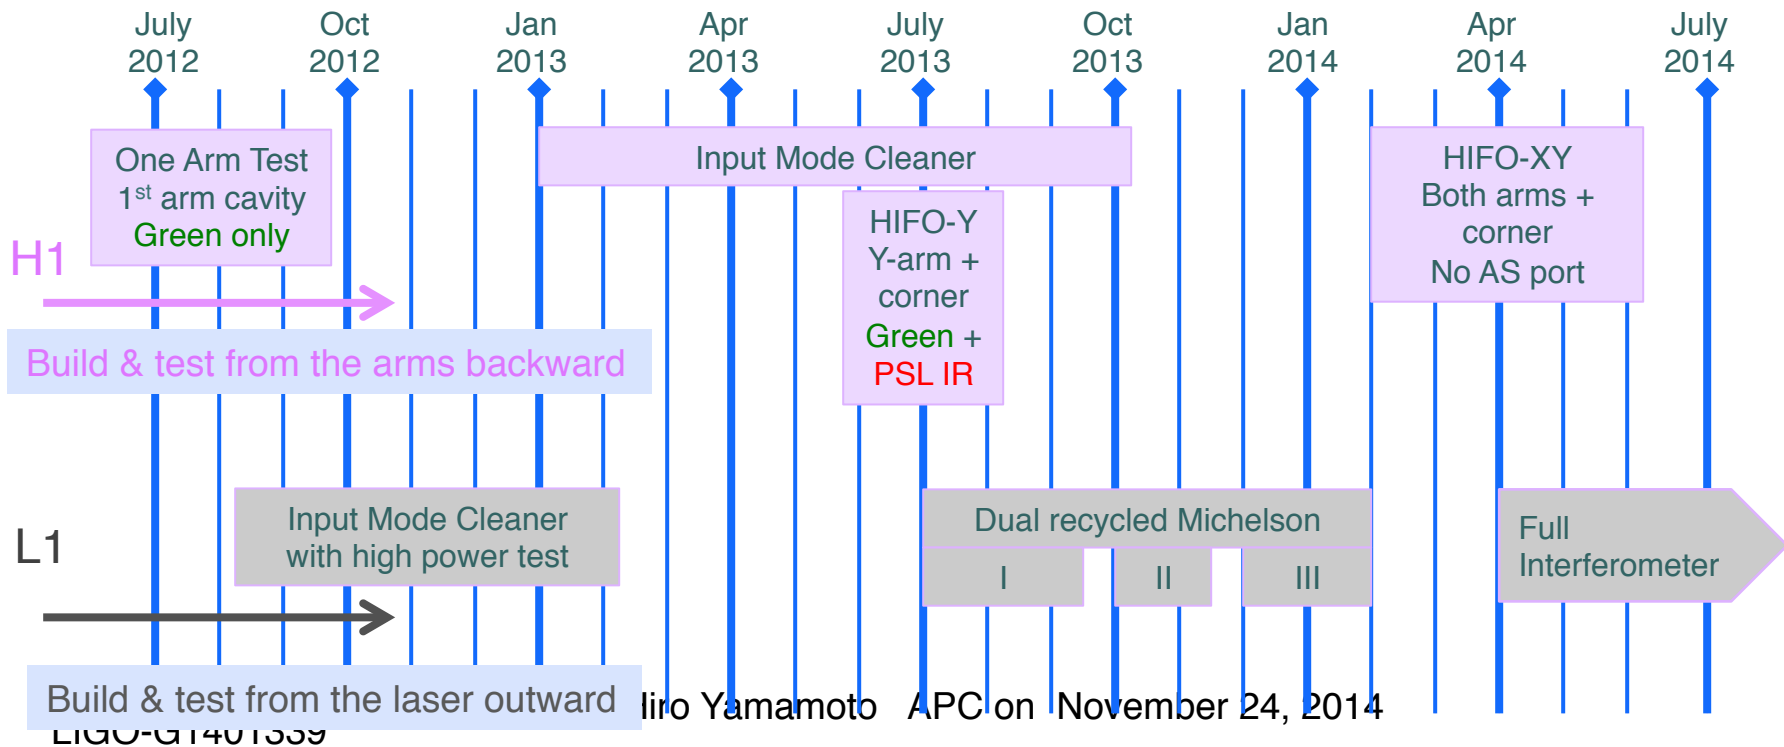 July Oct Jan Apr July Oct Jan Apr July
2012 2012 2013 2013 2013 2013 2014 2014 2014
One Arm Test
1st arm cavity
Green only
Input Mode Cleaner
HIFO-Y
Y-arm +
corner
Green +
PSL IR
HIFO-XY
Both arms +
corner
No AS port
H1
Build & test from the arms backward
L1
Input Mode Cleaner
with high power test
Dual recycled Michelson
I II III
Full
Interferometer
Build & test from the laser outward
Yamamoto APC on November 24, 2014
LIGO-G1401339